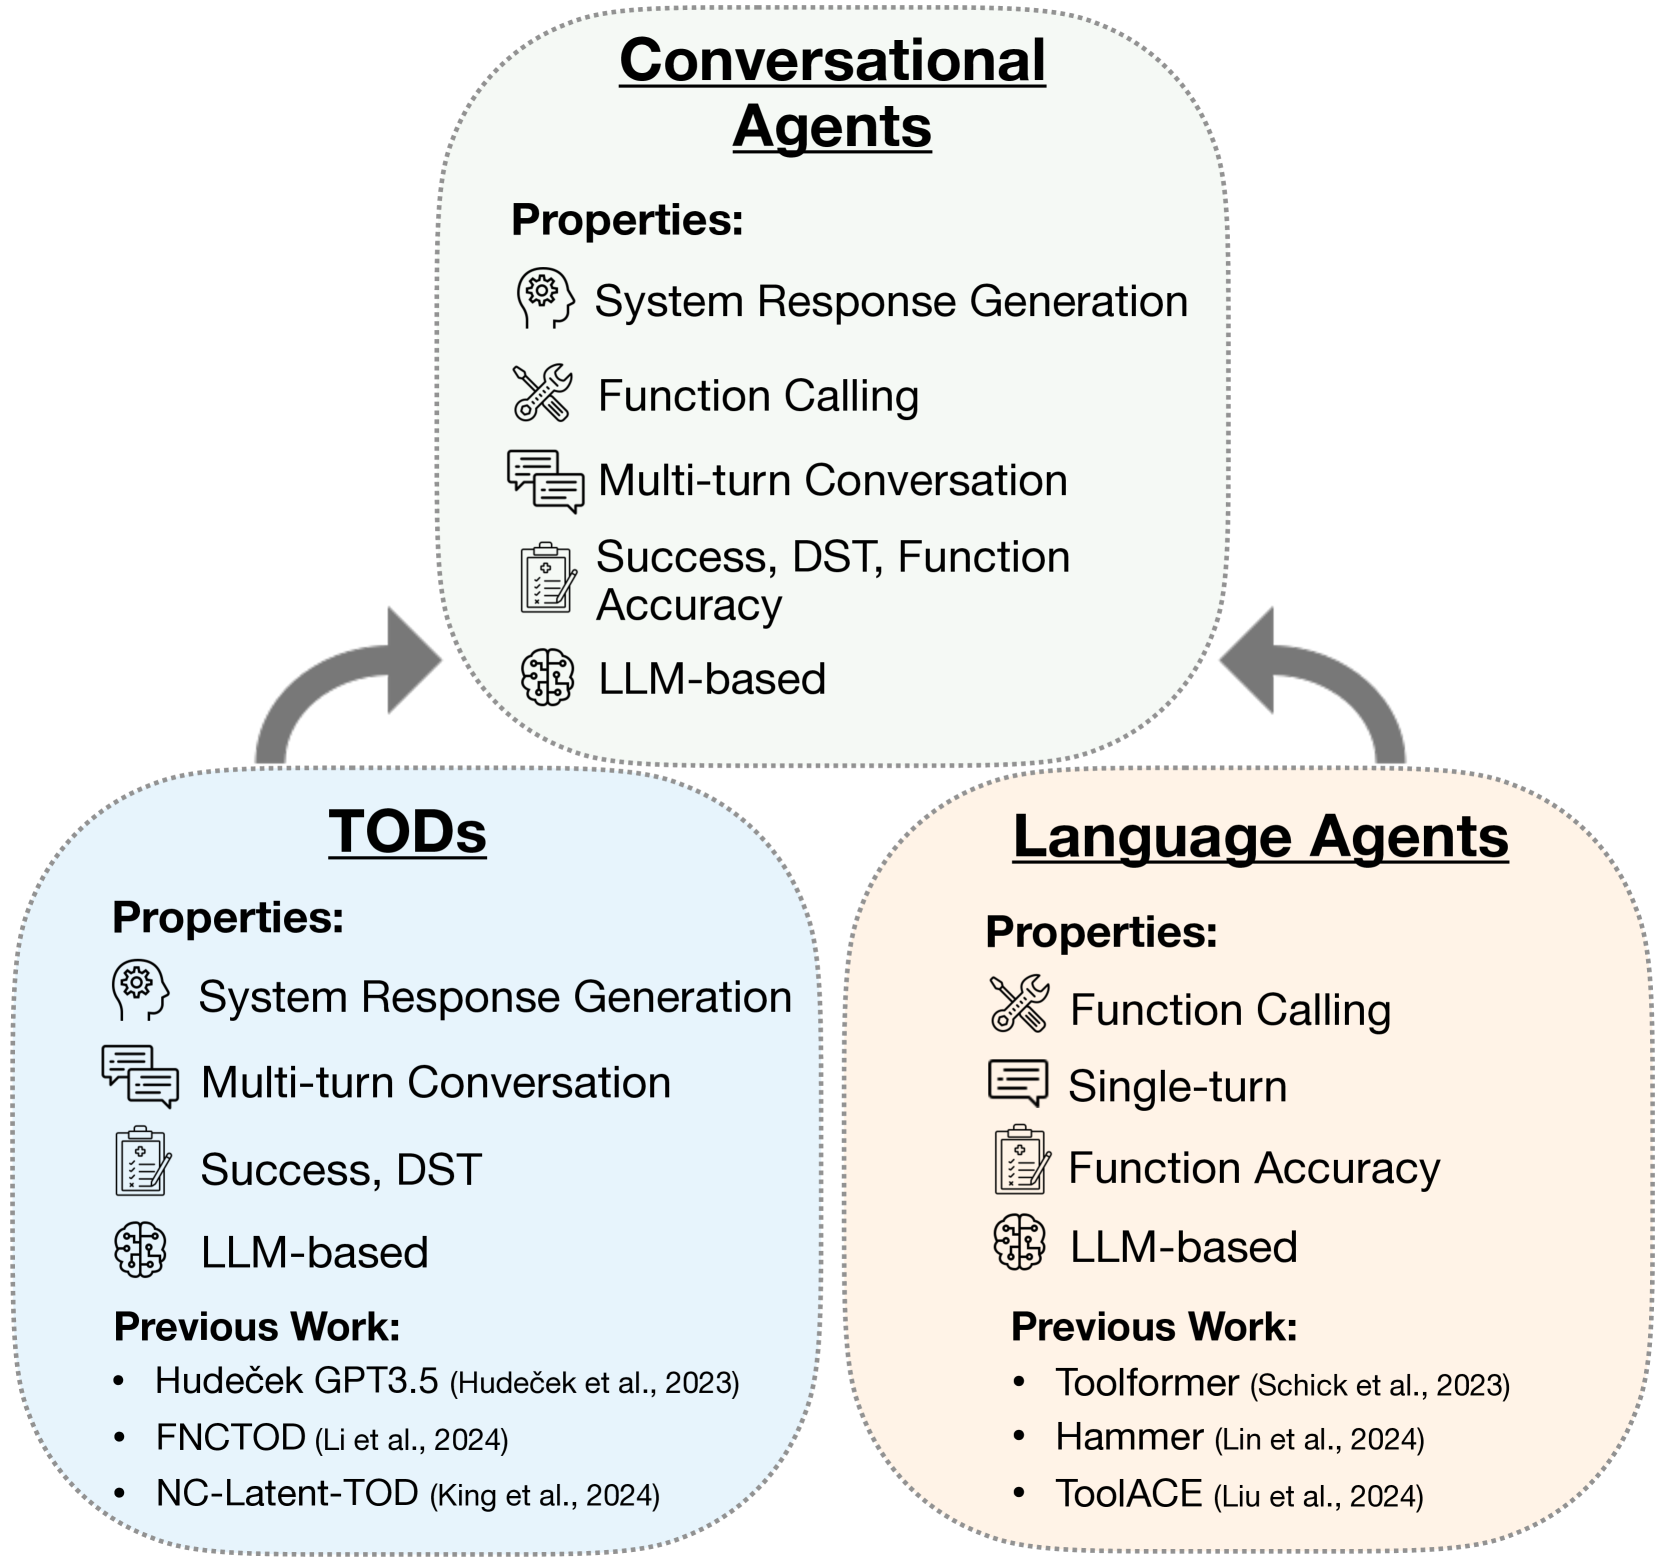 Conversational
Agents
Properties:
System Response Generation
Function Calling
Multi-turn Conversation
Success, DST, Function
Accuracy
LLM-based
TODs
Properties:
System Response Generation
Multi-turn Conversation
Success, DST
LLM-based
Previous Work:
• Hudeček GPT3.5 (Hudeček et al., 2023)
• FNCTOD (Li et al., 2024)
• NC-Latent-TOD (King et al., 2024)
Language Agents
Properties:
Function Calling
Single-turn
Function Accuracy
LLM-based
Previous Work:
• Toolformer (Schick et al., 2023)
• Hammer (Lin et al., 2024)
• ToolACE (Liu et al., 2024)